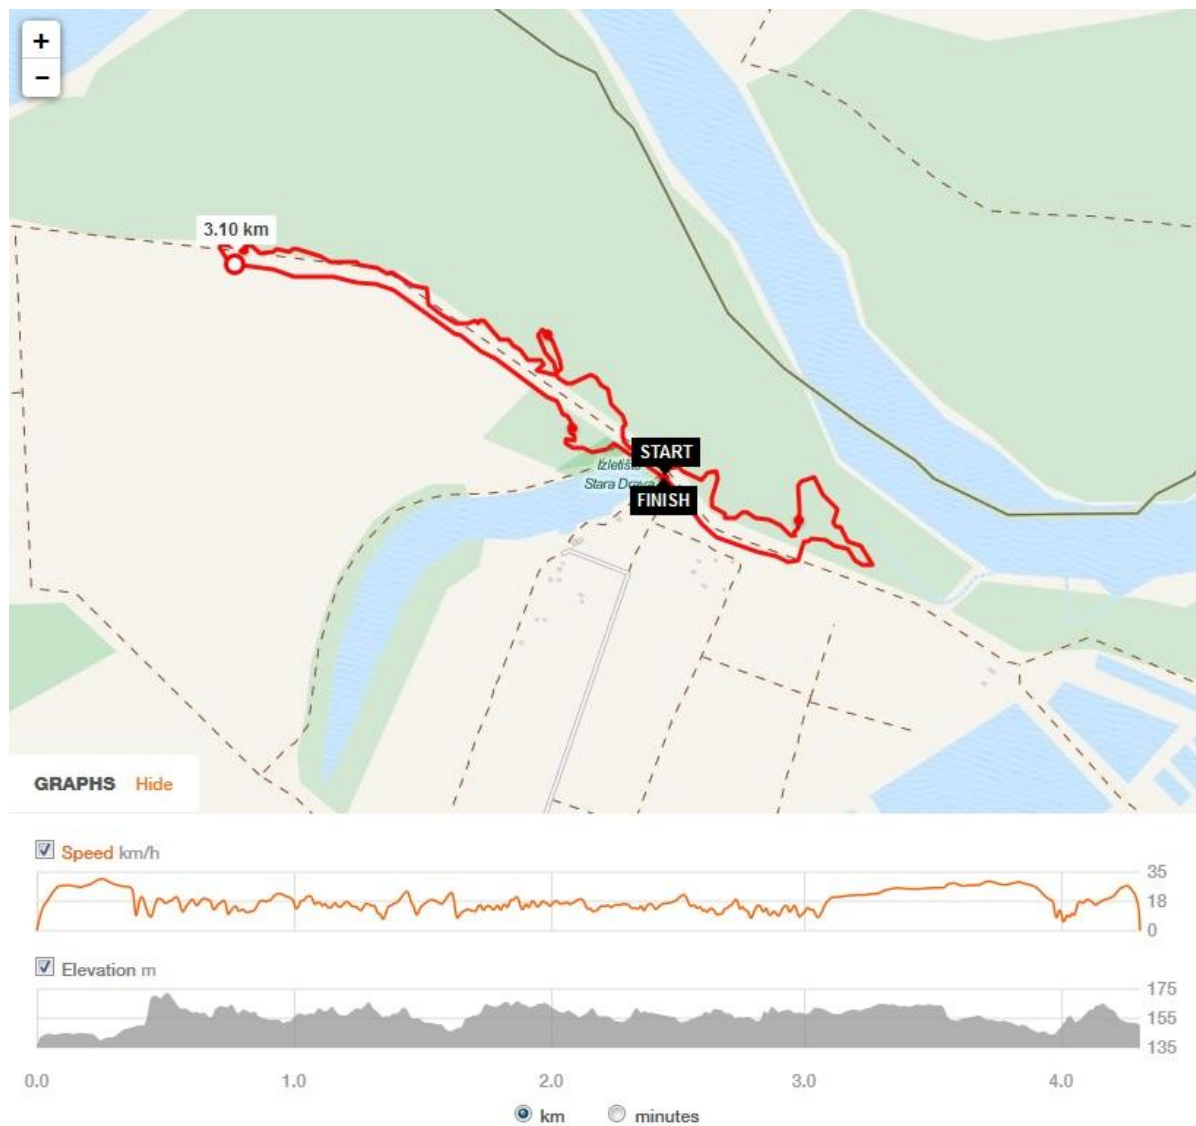 +
−
3.10 km
START
Izletište
Stara Drava
FINISH
GRAPHS Hide
Speed km/h
35
18
0
Elevation m
175
155
135
0.0 1.0 2.0 3.0 4.0
km minutes